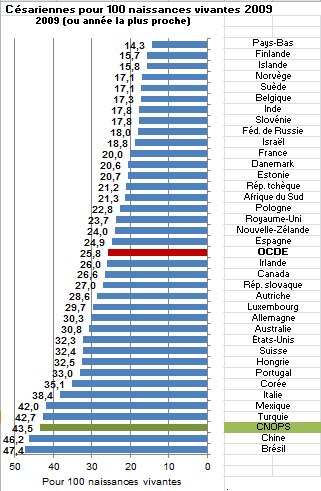 Césariennes pour 100 naissances vivantes 2009
2009 (ou année la plus proche)
14,3 Pays-Bas
15,7 Finlande
15,8 Islande
17,1 Norvège
17,1 Suède
17,3 Belgique
17,8 Inde
17,8 Slovénie
18,0 Féd. de Russie
18,8 Israël
20,0 France
20,6 Danemark
20,7 Estonie
21,2 Rép. tchèque
21,3 Afrique du Sud
22,8 Pologne
23,7 Royaume-Uni
24,0 Nouvelle-Zélande
24,9 Espagne
25,8 OCDE
26,0 Irlande
26,6 Canada
27,0 Rép. slovaque
28,6 Autriche
29,7 Luxembourg
30,3 Allemagne
30,8 Australie
32,3 États-Unis
32,4 Suisse
32,5 Hongrie
33,0 Portugal
35,1 Corée
38,4 Italie
42,0 Mexique
42,7 Turquie
43,5 CNOPS
46,2 Chine
47,4 Brésil
50 40 30 20 10 0
Pour 100 naissances vivantes